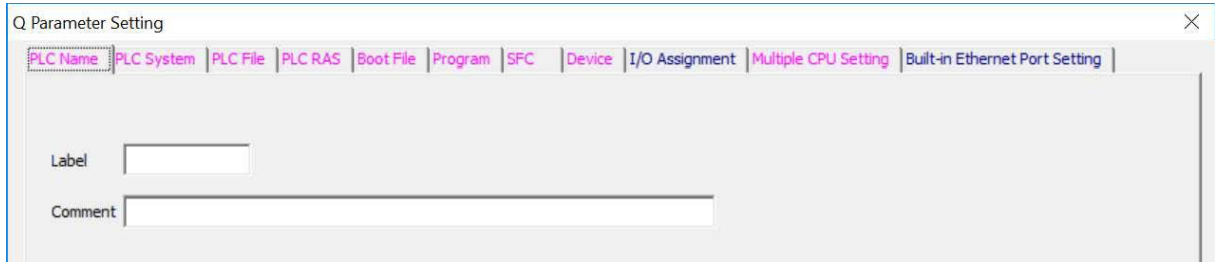 Q Parameter Setting
PLC Name PLC System PLC File PLC RAS Boot File Program SFC Device I/O Assignment Multiple CPU Setting Built-in Ethernet Port Setting
Label
Comment